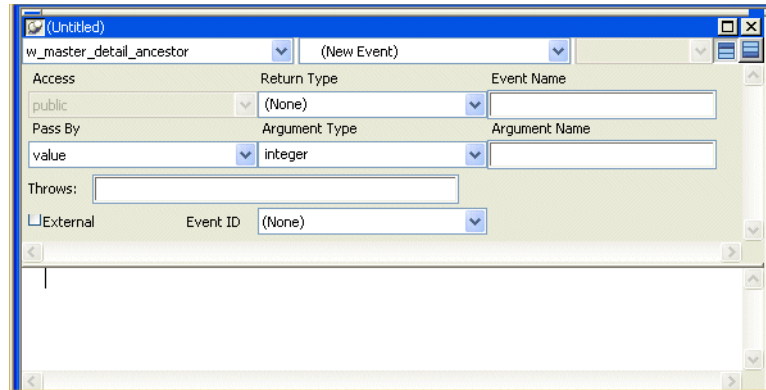 (Untitled)
w_master_detail_ancestor (New Event)
Access Return Type Event Name
public (None)
Pass By Argument Type Argument Name
value integer
Throws:
External Event ID (None)